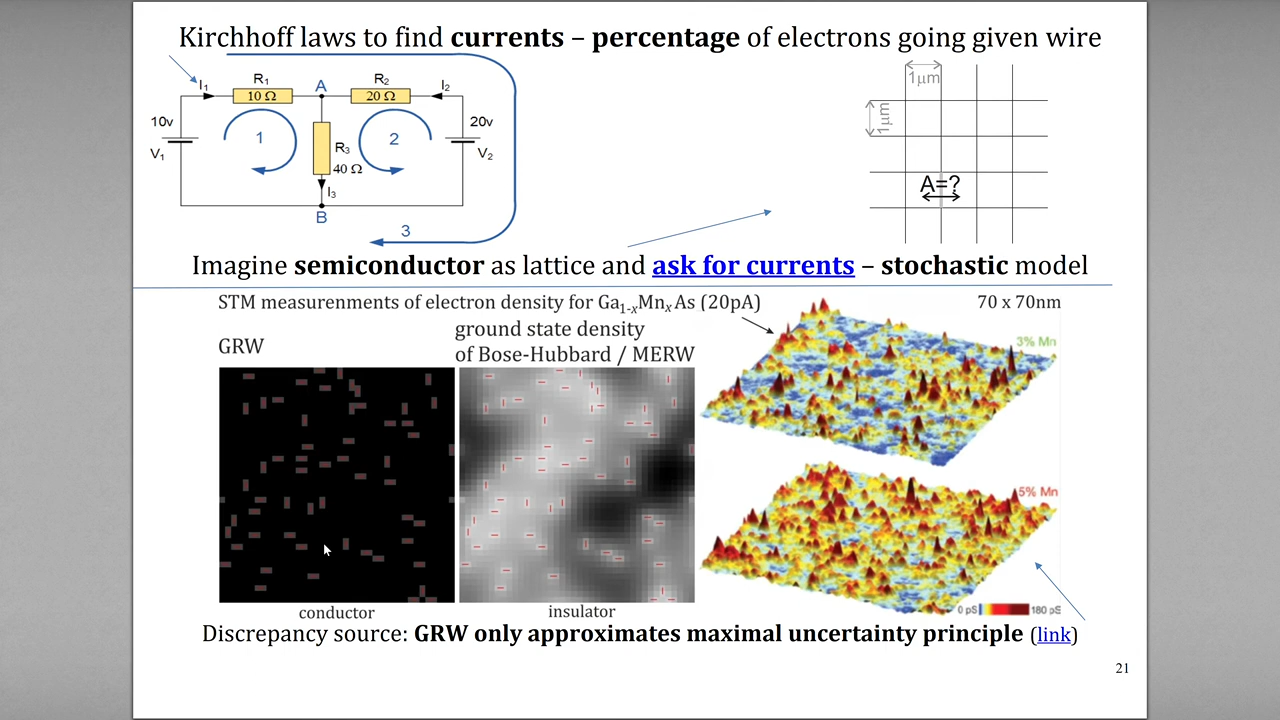 Kirchhoff laws to find currents – percentage of electrons going given wire
I₁
R₁
10 Ω
A
R₂
20 Ω
I₂
10v
V₁
1
R₃
40 Ω
2
20v
V₂
I₃
B
3
1μm
1μm
A=?
Imagine semiconductor as lattice and ask for currents – stochastic model
STM measurenments of electron density for Ga₁₋ₓMnₓAs (20pA)
70 x 70nm
GRW
ground state density
of Bose-Hubbard / MERW
3% Mn
5% Mn
0 pS
180 pS
conductor
insulator
Discrepancy source: GRW only approximates maximal uncertainty principle (link)
21